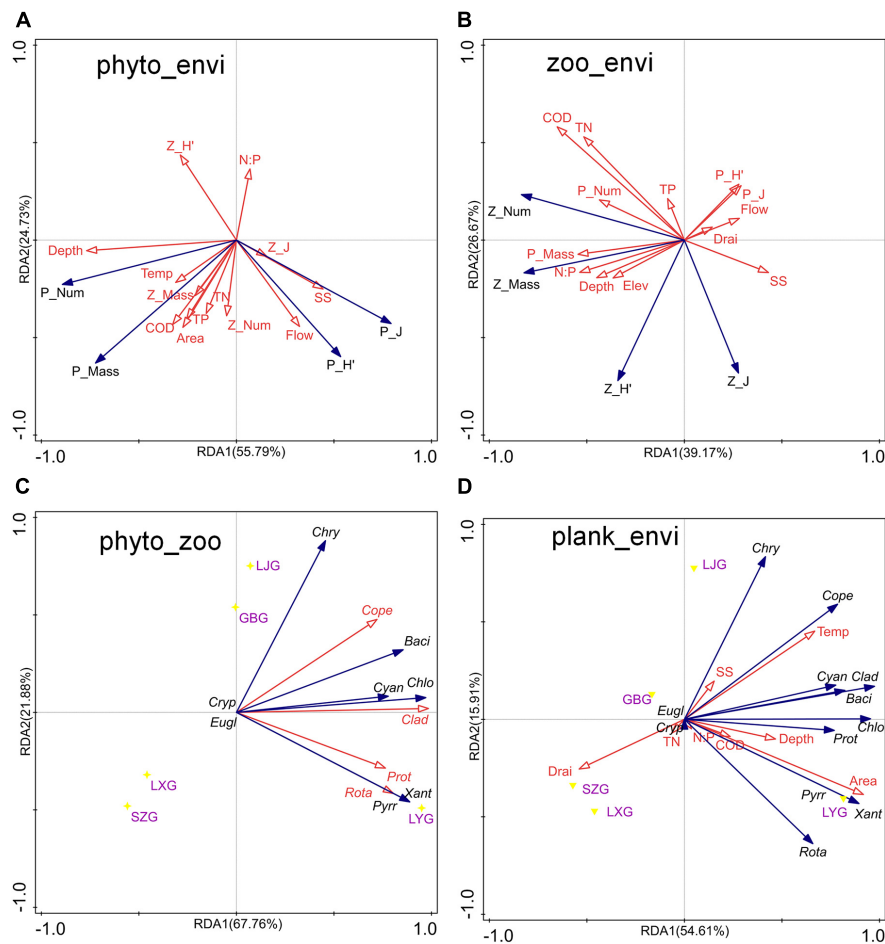 A
phyto_envi
1.0
RDA2(24.73%)
-1.0
Z_H'
N:P
Depth
Z_J
P_Num
Temp
Z_Mass
TN
SS
COD
TP
Area
Z_Num
Flow
P_J
P_Mass
P_H'
-1.0
RDA1(55.79%)
1.0
B
zoo_envi
1.0
RDA2(26.67%)
-1.0
COD
TN
P_Num
TP
P_H'
P_J
Flow
Z_Num
Drai
P_Mass
N:P
Z_Mass
Depth
Elev
SS
Z_H'
Z_J
-1.0
RDA1(39.17%)
1.0
C
phyto_zoo
1.0
RDA2(21.88%)
-1.0
Chry
LJG
GBG
Cope
Baci
Cyan
Chlo
Cryp
Eugl
Clad
Prot
LXG
Rota
Xant
Pyrr
SZG
LYG
-1.0
RDA1(67.76%)
1.0
D
plank_envi
1.0
RDA2(15.91%)
-1.0
Chry
LJG
Cope
Temp
SS
Cyan
Clad
GBG
Baci
Eugl
Cryp
Chlo
TN
N:P
COD
Depth
Prot
Drai
Area
SZG
Pyrr
LXG
LYG
Xant
Rota
-1.0
RDA1(54.61%)
1.0